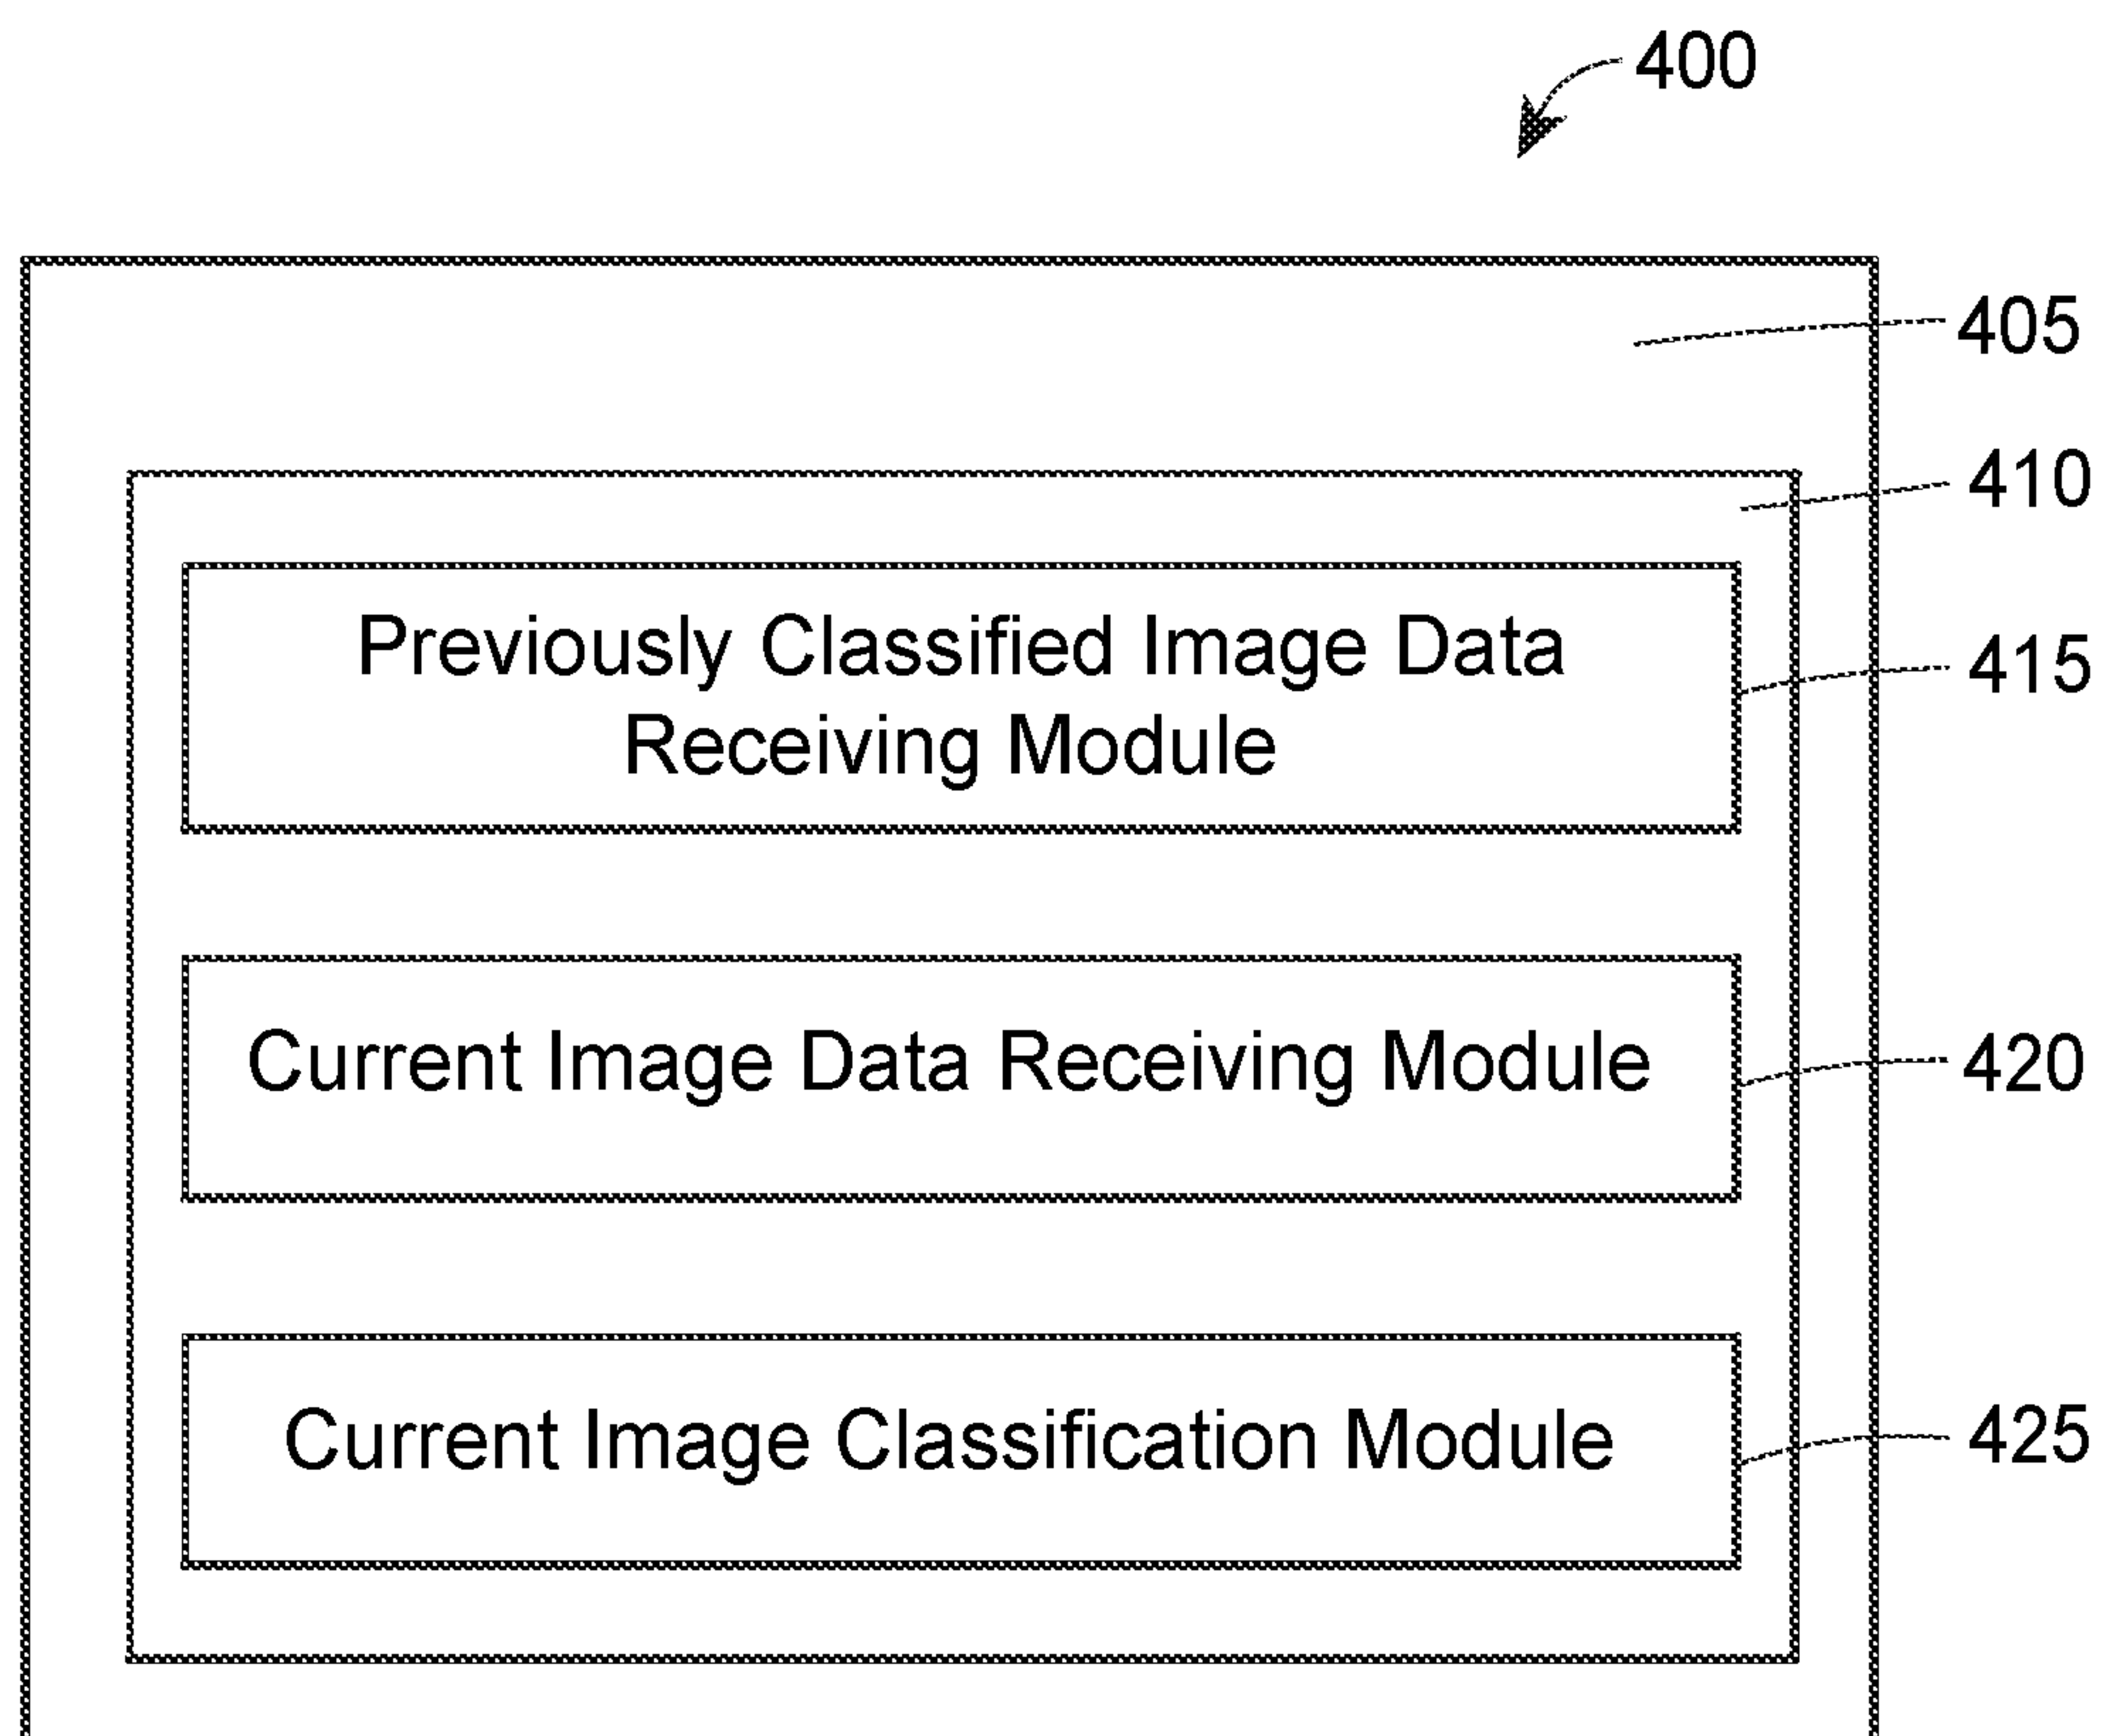 400
405
410
Previously Classified Image Data
Receiving Module
415
Current Image Data Receiving Module
420
Current Image Classification Module
425